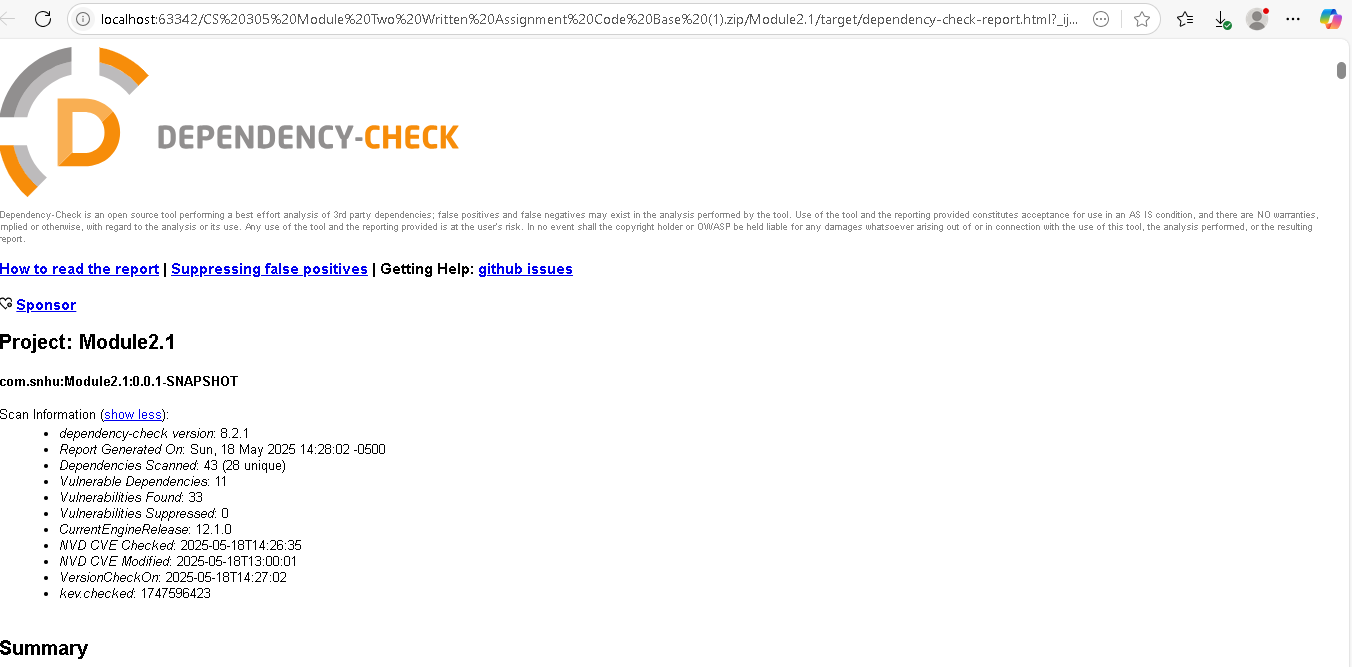 localhost:63342/CS%20305%20Module%20Two%20Written%20Assignment%20Code%20Base%20(1).zip/Module2.1/target/dependency-check-report.html?_ij...
D
DEPENDENCY-CHECK
Dependency-Check is an open source tool performing a best effort analysis of 3rd party dependencies; false positives and false negatives may exist in the analysis performed by the tool. Use of the tool and the reporting provided constitutes acceptance for use in an AS IS condition, and there are NO warranties,
implied or otherwise, with regard to the analysis or its use. Any use of the tool and the reporting provided is at the user's risk. In no event shall the copyright holder or OWASP be held liable for any damages whatsoever arising out of or in connection with the use of this tool, the analysis performed, or the resulting
report.
How to read the report | Suppressing false positives | Getting Help: github issues
Sponsor
Project: Module2.1
com.snhu:Module2.1:0.0.1-SNAPSHOT
Scan Information (show less):
• dependency-check version: 8.2.1
• Report Generated On: Sun, 18 May 2025 14:28:02 -0500
• Dependencies Scanned: 43 (28 unique)
• Vulnerable Dependencies: 11
• Vulnerabilities Found: 33
• Vulnerabilities Suppressed: 0
• CurrentEngineRelease: 12.1.0
• NVD CVE Checked: 2025-05-18T14:26:35
• NVD CVE Modified: 2025-05-18T13:00:01
• VersionCheckOn: 2025-05-18T14:27:02
• kev.checked: 1747596423
Summary